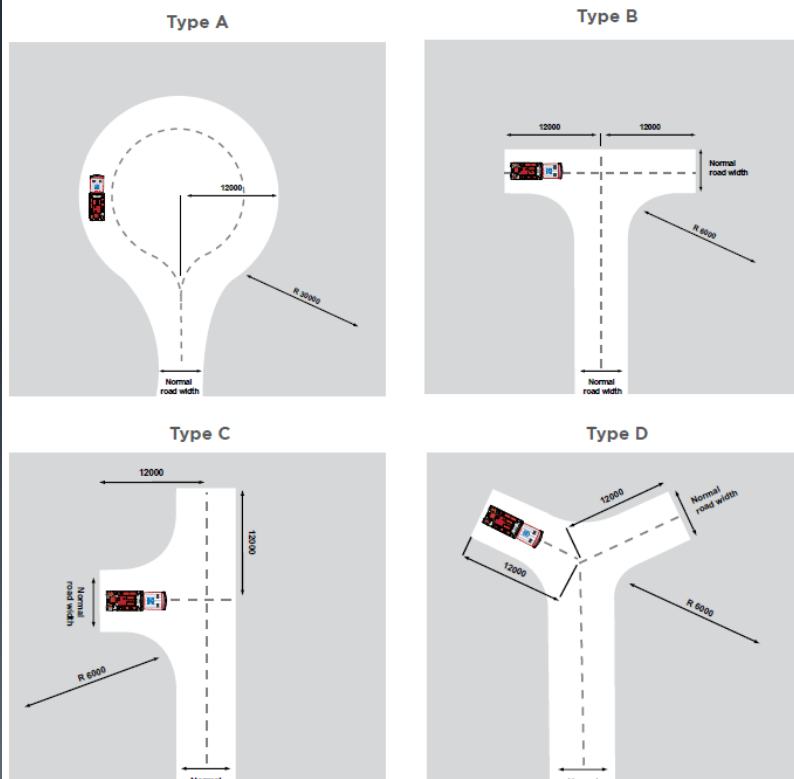 Type A
12000
R 30000
Normal
road width
Type B
12000
12000
Normal
road width
R 6000
Normal
road width
Type C
12000
12000
Normal
road width
R 6000
Type D
12000
Normal
road width
12000
R 6000